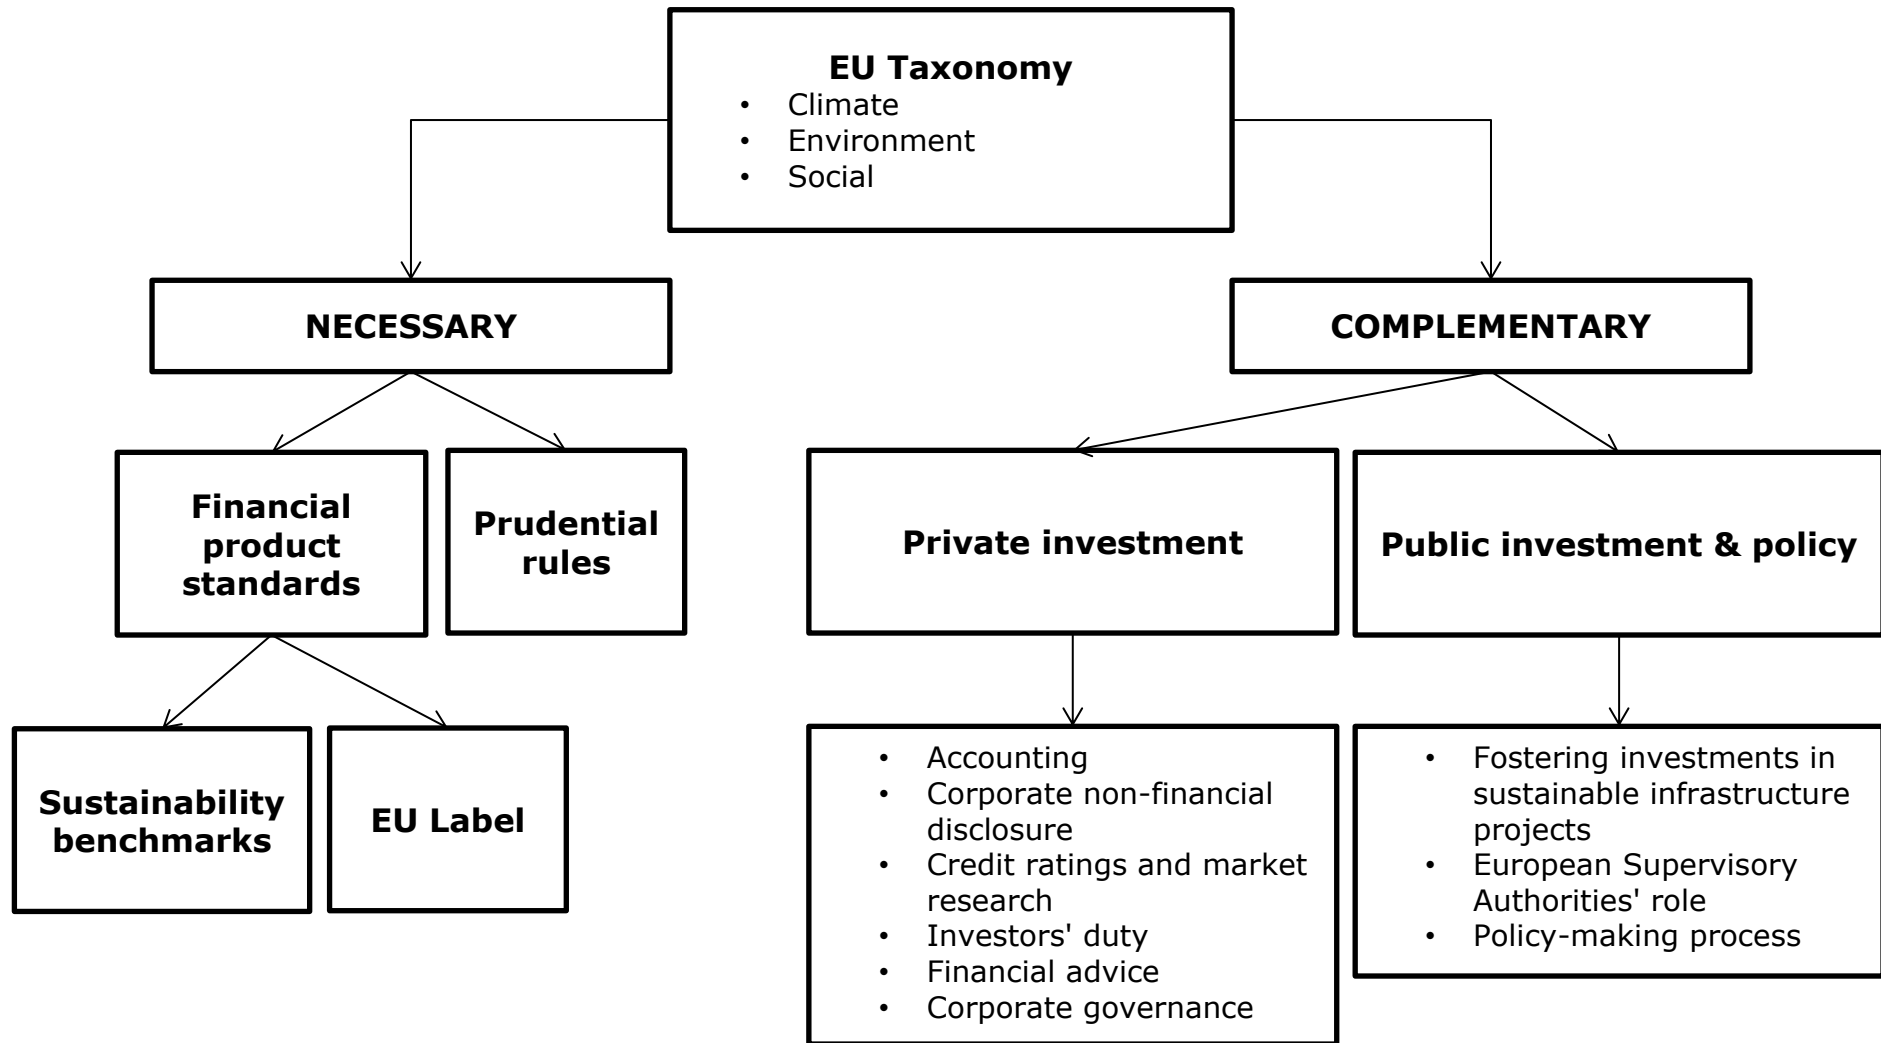 EU Taxonomy
• Climate
• Environment
• Social
NECESSARY
COMPLEMENTARY
Financial
product
standards
Prudential
rules
Private investment
Public investment & policy
Sustainability
benchmarks
EU Label
• Accounting
• Corporate non-financial
disclosure
• Credit ratings and market
research
• Investors' duty
• Financial advice
• Corporate governance
• Fostering investments in
sustainable infrastructure
projects
• European Supervisory
Authorities' role
• Policy-making process